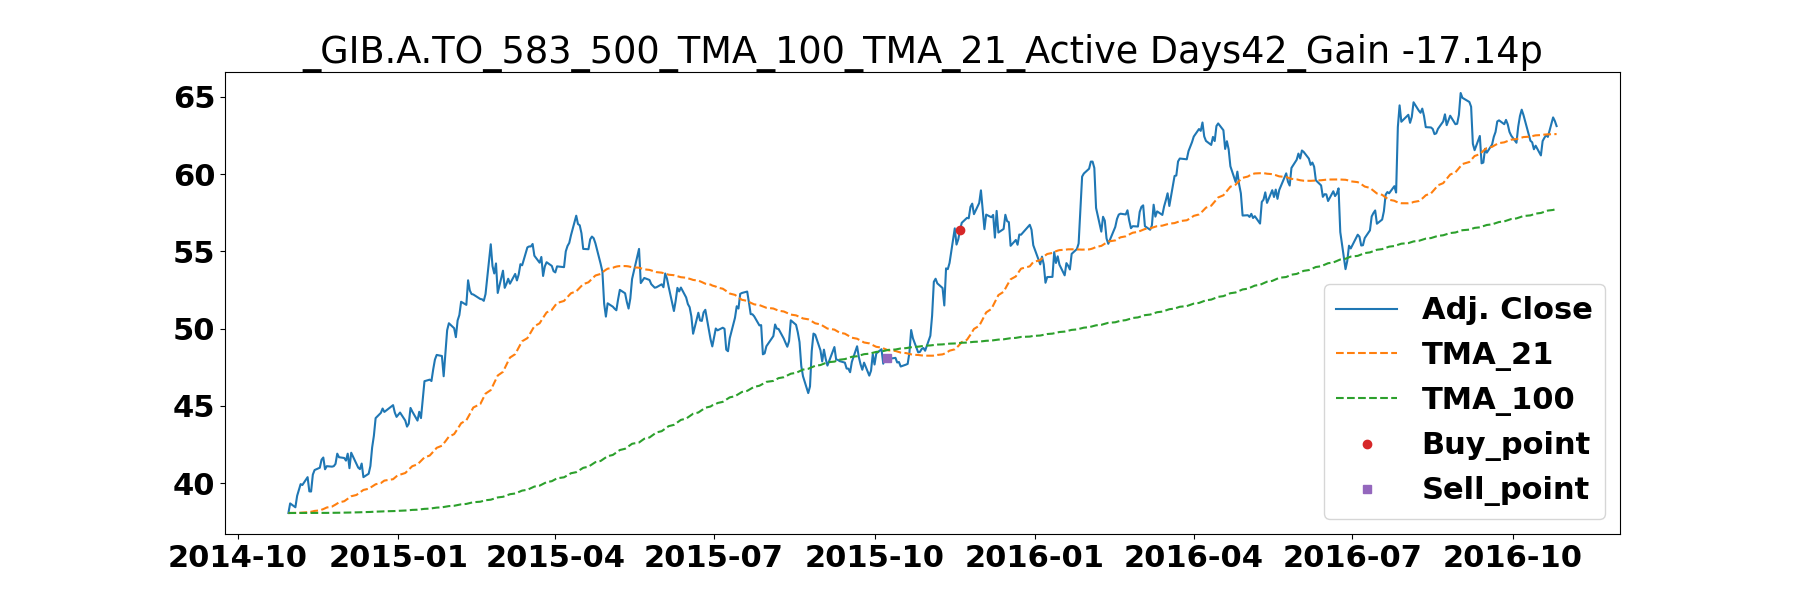 _GIB.A.TO_583_500_TMA_100_TMA_21_Active Days42_Gain -17.14p
65
60
55
50
45
40
Adj. Close
TMA_21
TMA_100
Buy_point
Sell_point
2014-10 2015-01 2015-04 2015-07 2015-10 2016-01 2016-04 2016-07 2016-10